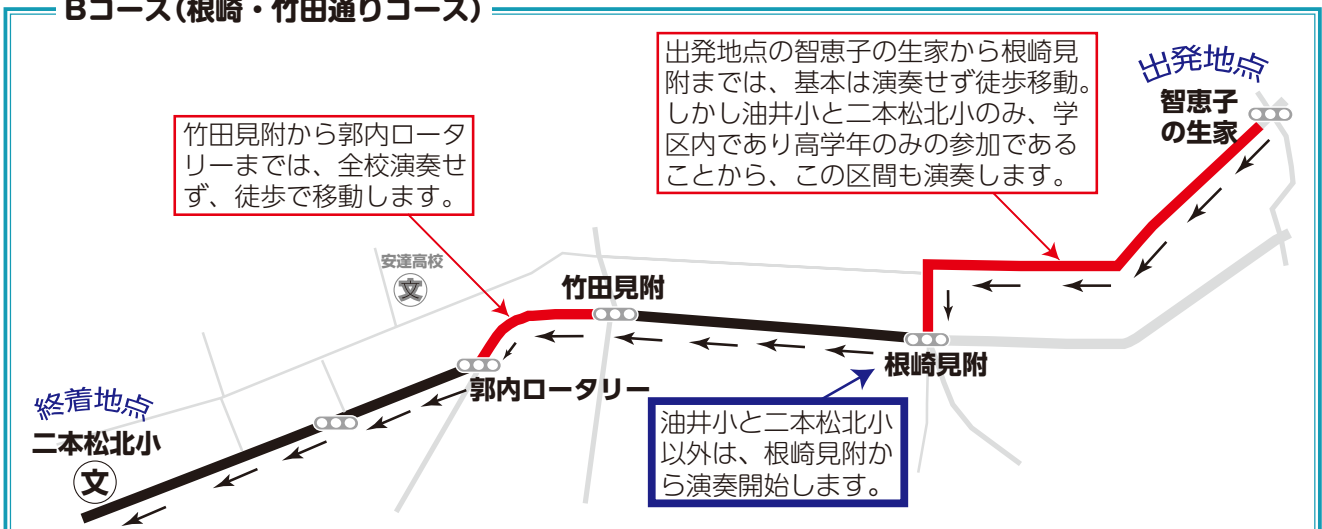 Bコース(根崎・竹田通りコース)
出発地点の智恵子の生家から根崎見
附までは、基本は演奏せず徒歩移動。
しかし油井小と二本松北小のみ、学
区内であり高学年のみの参加である
ことから、この区間も演奏します。
出発地点
智恵子
の生家
竹田見附から郭内ロータ
リーまでは、全校演奏せ
ず、徒歩で移動します。
安達高校
文
竹田見附
根崎見附
郭内ロータリー
終着地点
二本松北小
文
油井小と二本松北小
以外は、根崎見附か
ら演奏開始します。